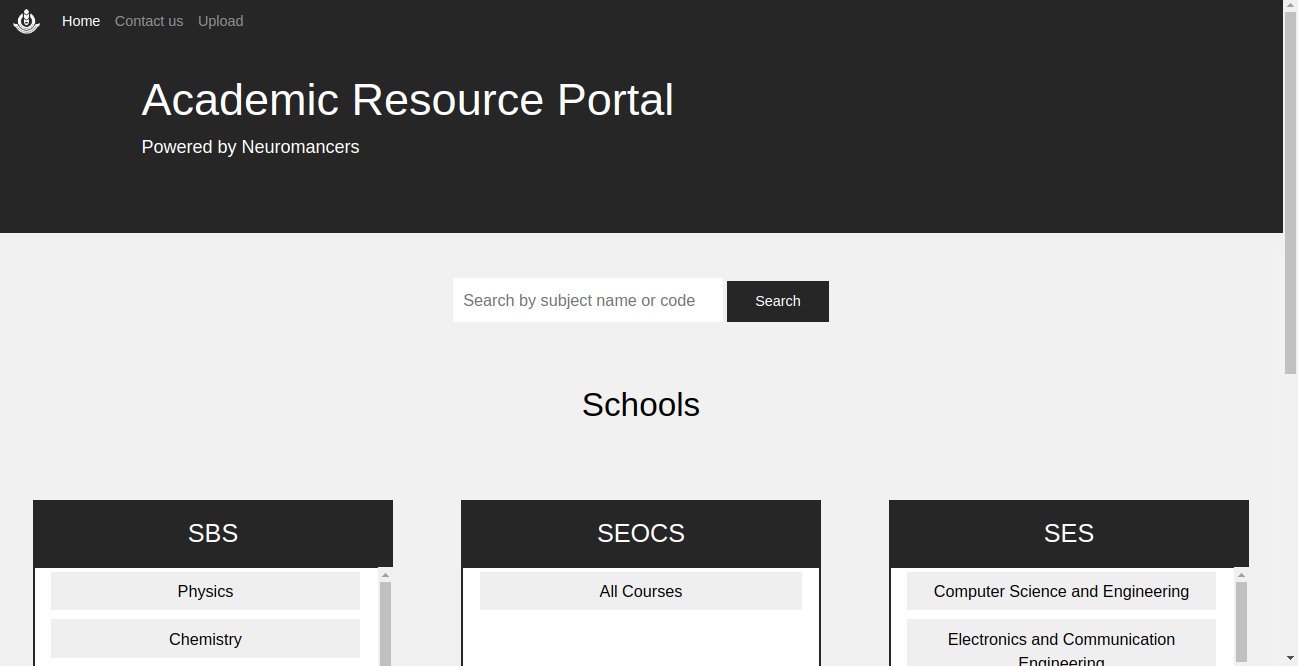 Home Contact us Upload
Academic Resource Portal
Powered by Neuromancers
Search by subject name or code Search
Schools
SBS
Physics
Chemistry
SEOCS
All Courses
SES
Computer Science and Engineering
Electronics and Communication
Engineering